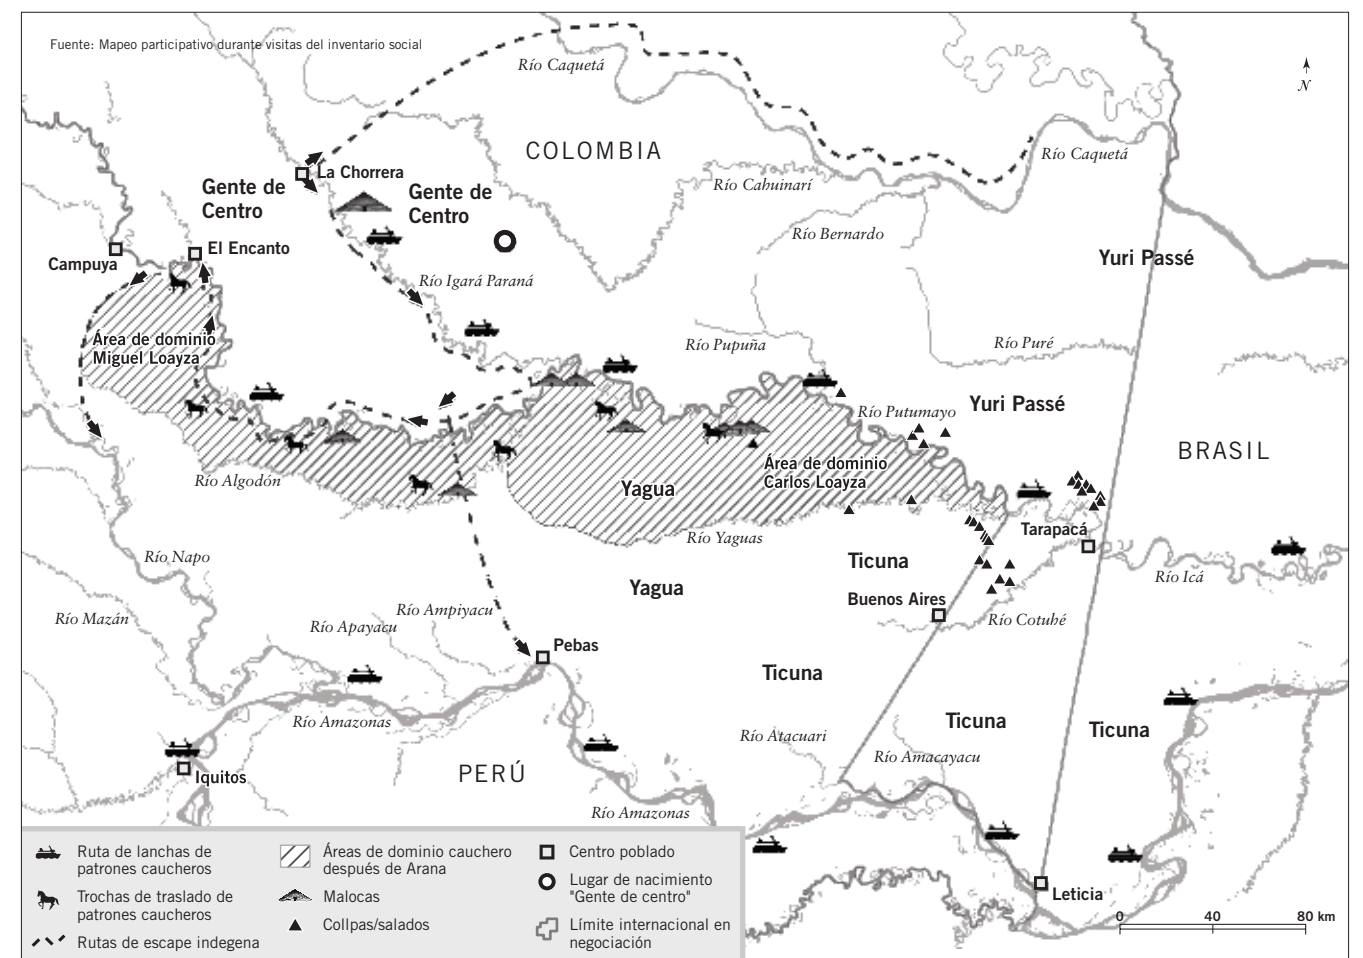 Fuente: Mapeo participativo durante visitas del inventario social
N
Río Caquetá
COLOMBIA
Río Caquetá
La Chorrera
Gente de
Centro
Gente de
Centro
Río Cahuinarí
Río Bernardo
El Encanto
Campuya
Yuri Passé
Río Igará Paraná
Área de dominio
Miguel Loayza
Río Pupuña
Río Puré
Río Putumayo
Yuri Passé
BRASIL
Río Algodón
Área de dominio
Carlos Loayza
Yagua
Río Yaguas
Tarapacá
Río Napo
Ticuna
Río Icá
Yagua
Buenos Aires
Río Mazán
Río Ampiyacu
Río Apayacu
Río Cotuhé
Pebas
Ticuna
Río Amazonas
Ticuna
Ticuna
Río Atacuari
Río Amacayacu
Iquitos
PERÚ
Río Amazonas
Leticia
0 40 80 km
Ruta de lanchas de
patrones caucheros
Trochas de traslado de
patrones caucheros
Rutas de escape indegena
Áreas de dominio cauchero
después de Arana
Malocas
Collpas/salados
Centro poblado
Lugar de nacimiento
"Gente de centro"
Límite internacional en
negociación